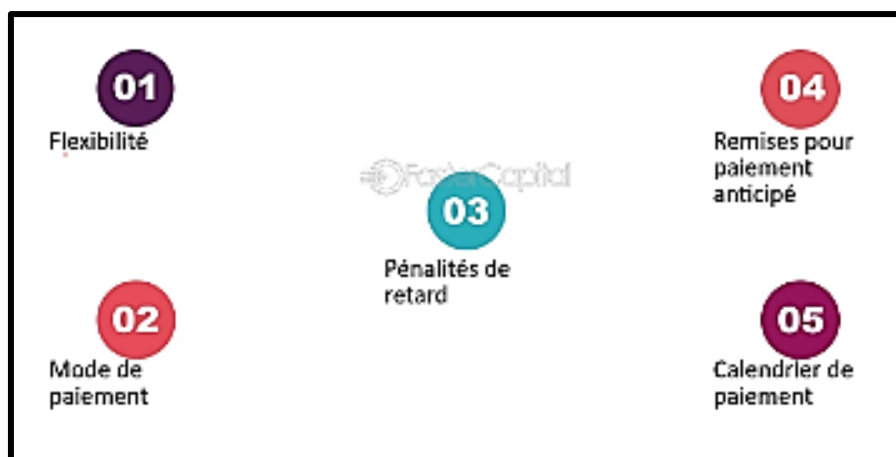 01
Flexibilité
02
Mode de
paiement
FasterCapital
03
Pénalités de
retard
04
Remises pour
paiement
anticipé
05
Calendrier de
paiement